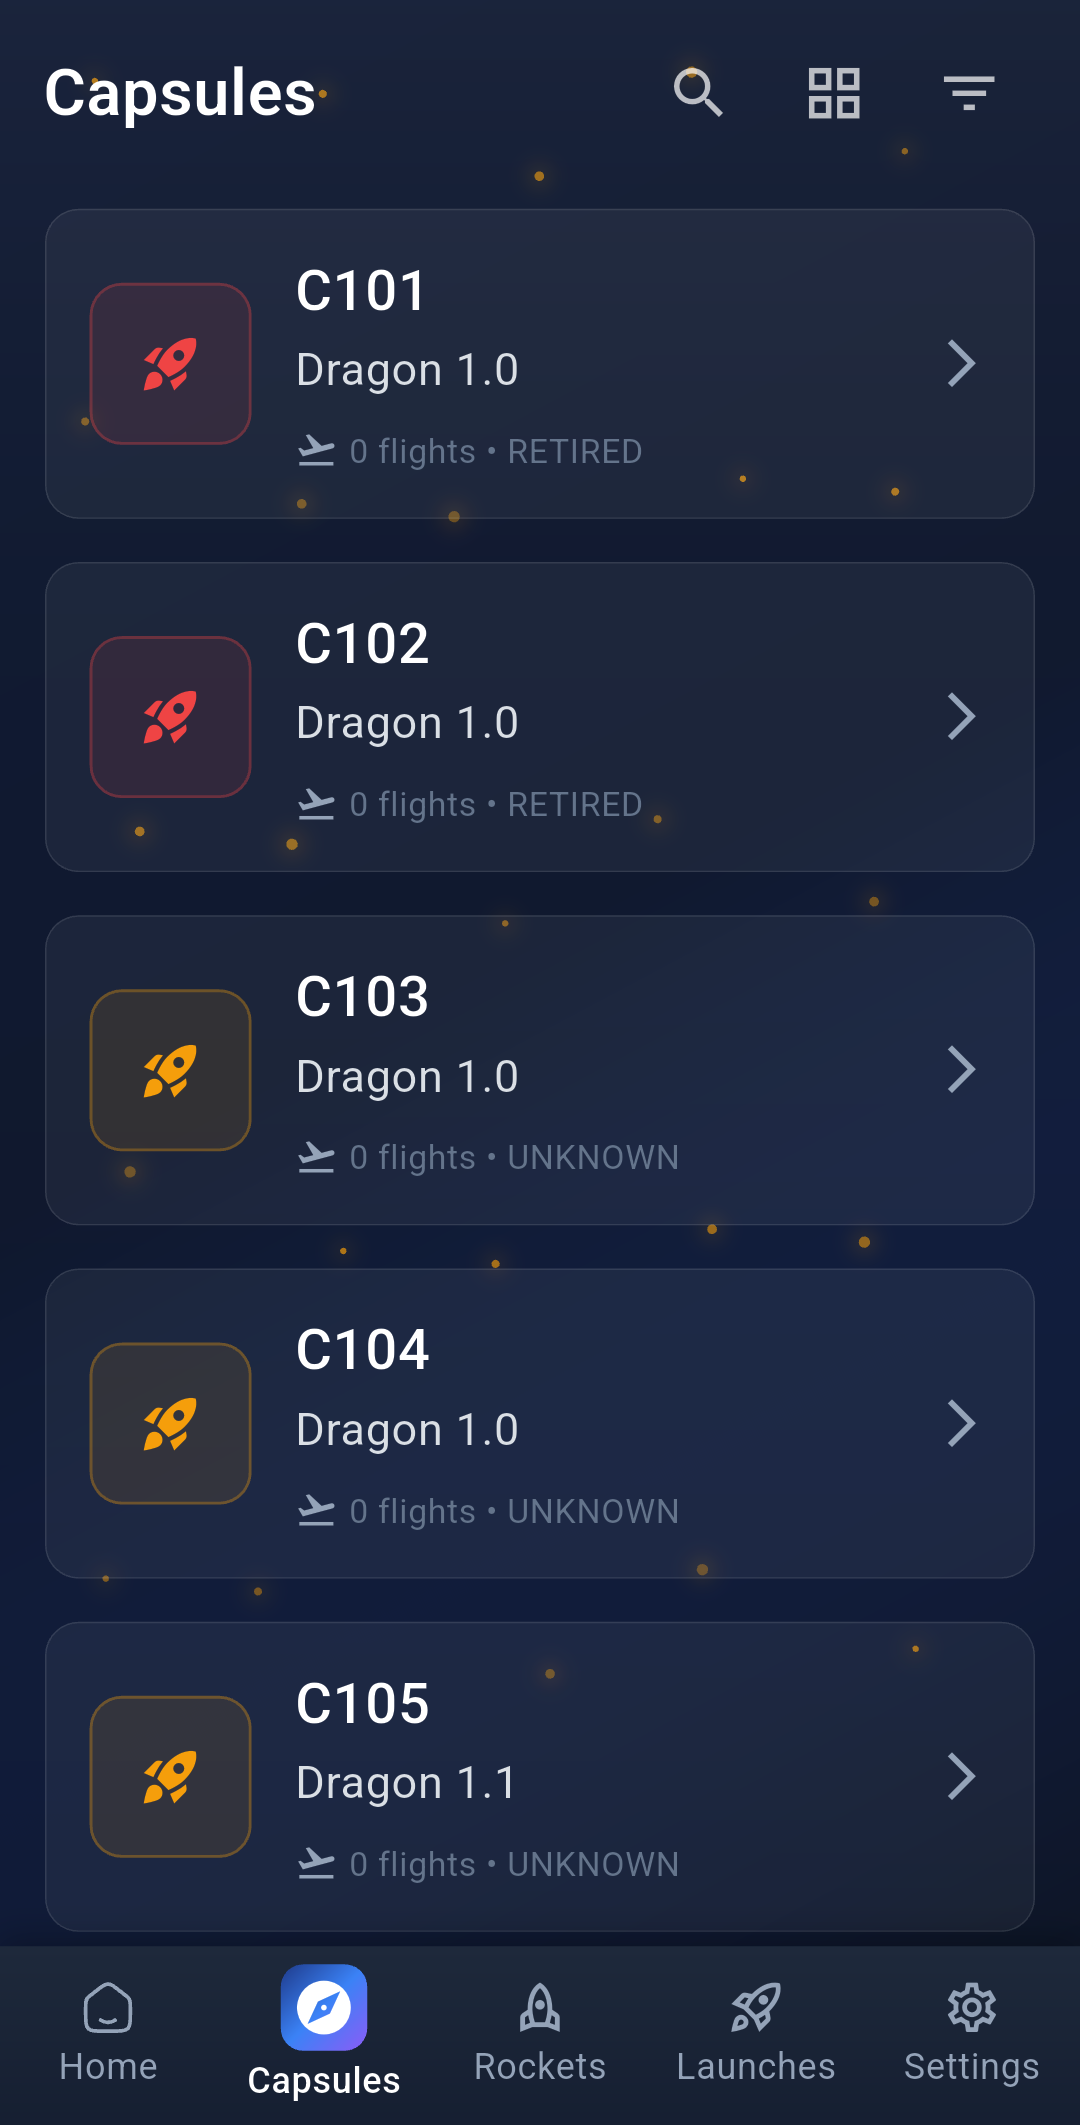 Capsules
C101
Dragon 1.0
0 flights • RETIRED
C102
Dragon 1.0
0 flights • RETIRED
C103
Dragon 1.0
0 flights • UNKNOWN
C104
Dragon 1.0
0 flights • UNKNOWN
C105
Dragon 1.1
0 flights • UNKNOWN
Home
Capsules
Rockets
Launches
Settings